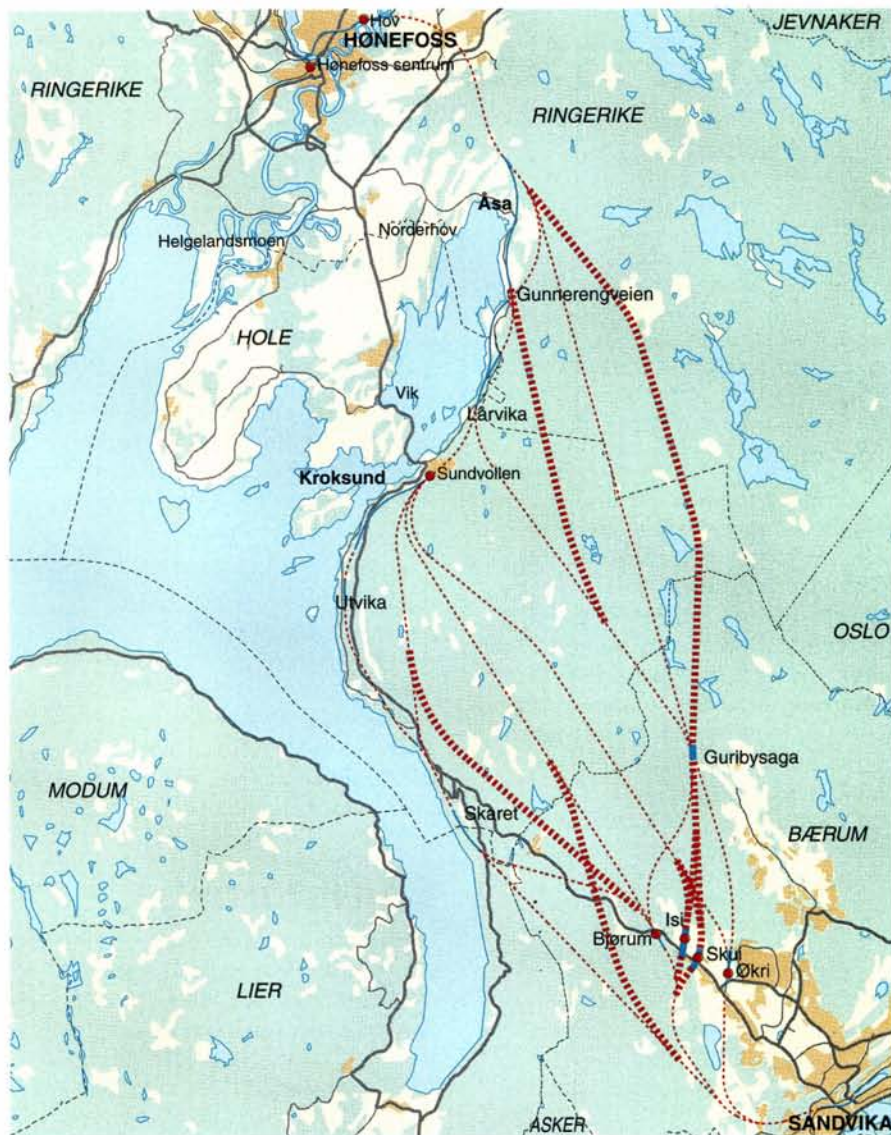 Hov
JEVNAKER
HØNEFOSS
Hønefoss sentrum
RINGERIKE
RINGERIKE
Åsa
Norderhov
Helgelandsmoen
Gunnerengveien
HOLE
Vik
Lårvika
Kroksund
Sundvollen
Utvika
OSLO
Guribysaga
MODUM
Skaret
BÆRUM
Isi
Bjørum
Skui
Økri
LIER
ASKER
SANDVIKA